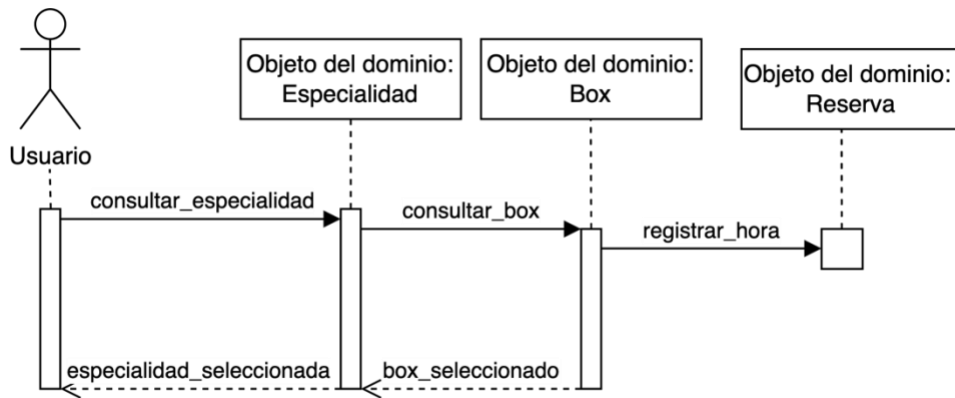 Objeto del dominio:
Especialidad
Objeto del dominio:
Box
Objeto del dominio:
Reserva
Usuario
consultar_especialidad
consultar_box
registrar_hora
especialidad_seleccionada
box_seleccionado